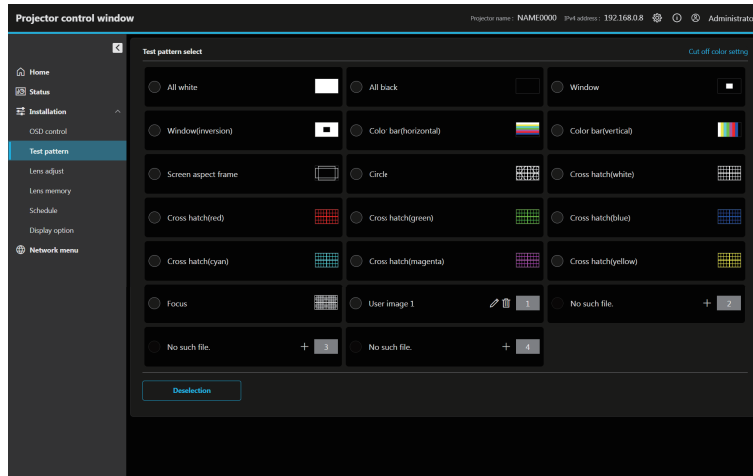 Projector control window
Projector name : NAME0000 IPv4 address : 192.168.0.8 Administrato
Test pattern select Cut off color settng
Home
Status
Installation
OSD control
Test pattern
Lens adjust
Lens memory
Schedule
Display option
Network menu
All white
All back
Window
Window(inversion)
Color bar(horizontal)
Color bar(vertical)
Screen aspect frame
Circle
Cross hatch(white)
Cross hatch(red)
Cross hatch(green)
Cross hatch(blue)
Cross hatch(cyan)
Cross hatch(magenta)
Cross hatch(yellow)
Focus
User image 1 1
No such file. + 2
No such file. + 3
No such file. + 4
Deselection